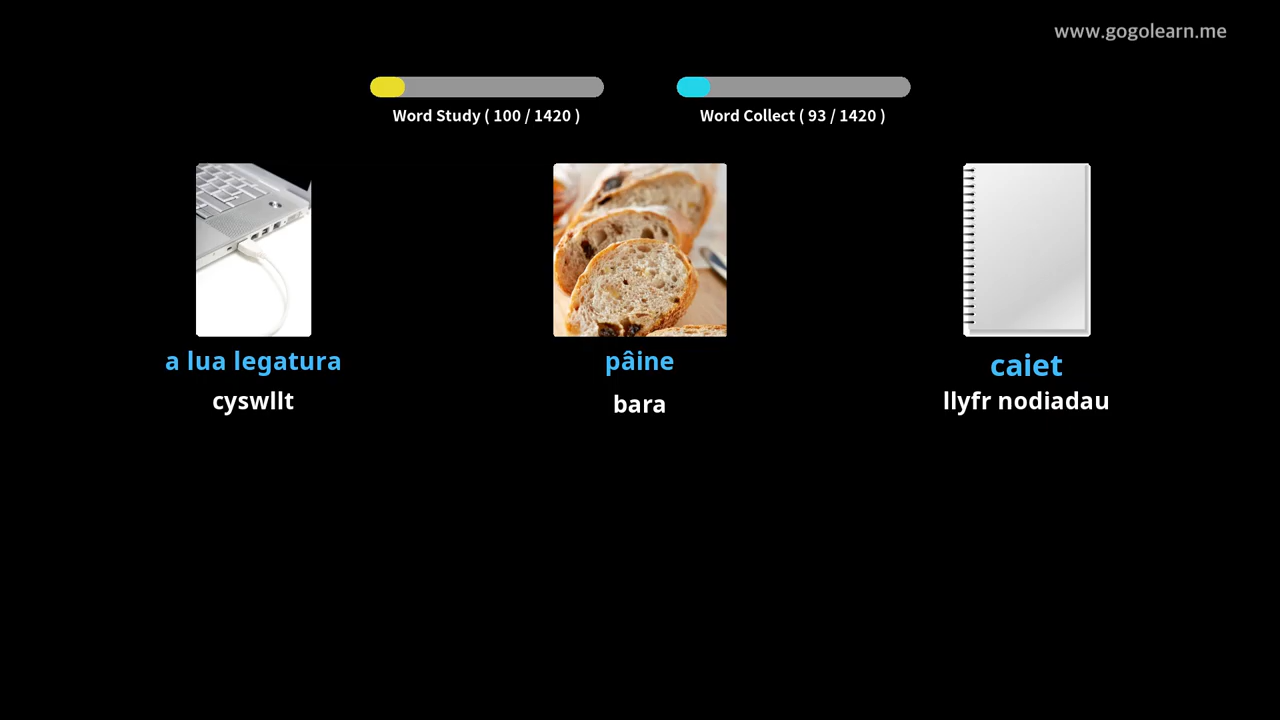 www.gogolearn.me
Word Study ( 100 / 1420 )
Word Collect ( 93 / 1420 )
a lua legatura
pâine
caiet
cyswllt
bara
llyfr nodiadau